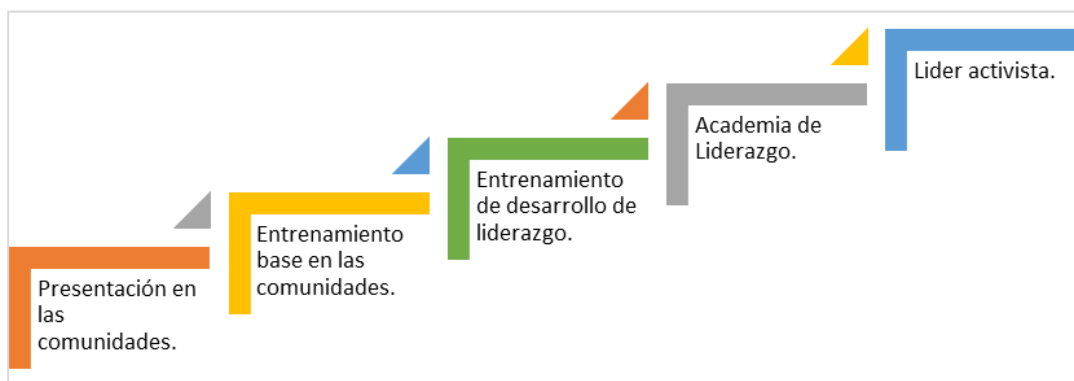 Presentación en
las
comunidades.
Entrenamiento
base en las
comunidades.
Entrenamiento
de desarrollo de
liderazgo.
Academia de
Liderazgo.
Lider activista.